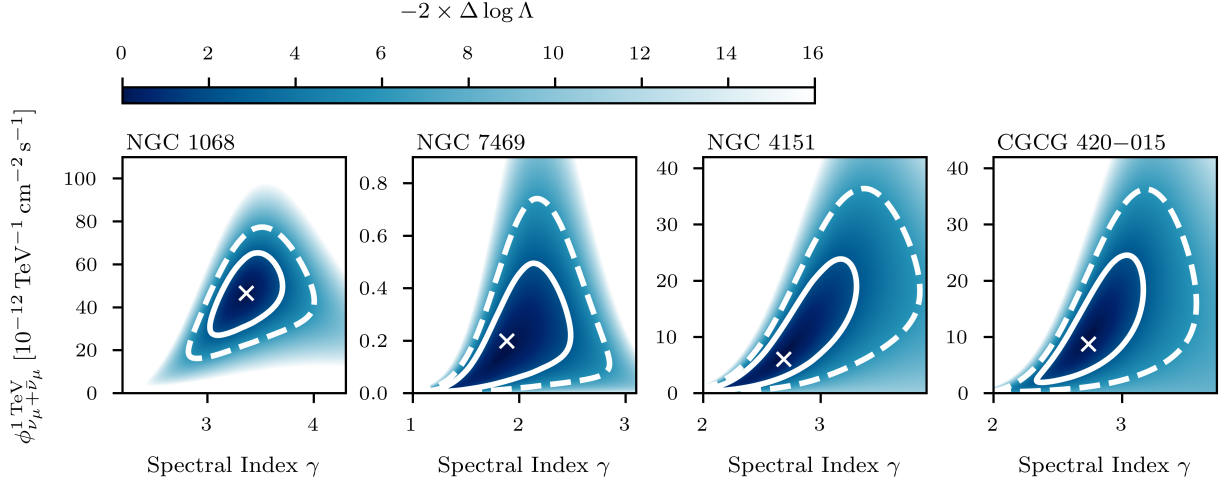 −2 × Δ log Λ
0 2 4 6 8 10 12 14 16
NGC 1068 NGC 7469 NGC 4151 CGCG 420−015
ϕ^{1 TeV}_{ν_μ+ν̄_μ} [10^{−12} TeV^{−1} cm^{−2} s^{−1}]
100
80
60
40
20
0
3 4
Spectral Index γ
0.8
0.6
0.4
0.2
0.0
1 2 3
Spectral Index γ
40
30
20
10
0
2 3
Spectral Index γ
40
30
20
10
0
2 3
Spectral Index γ